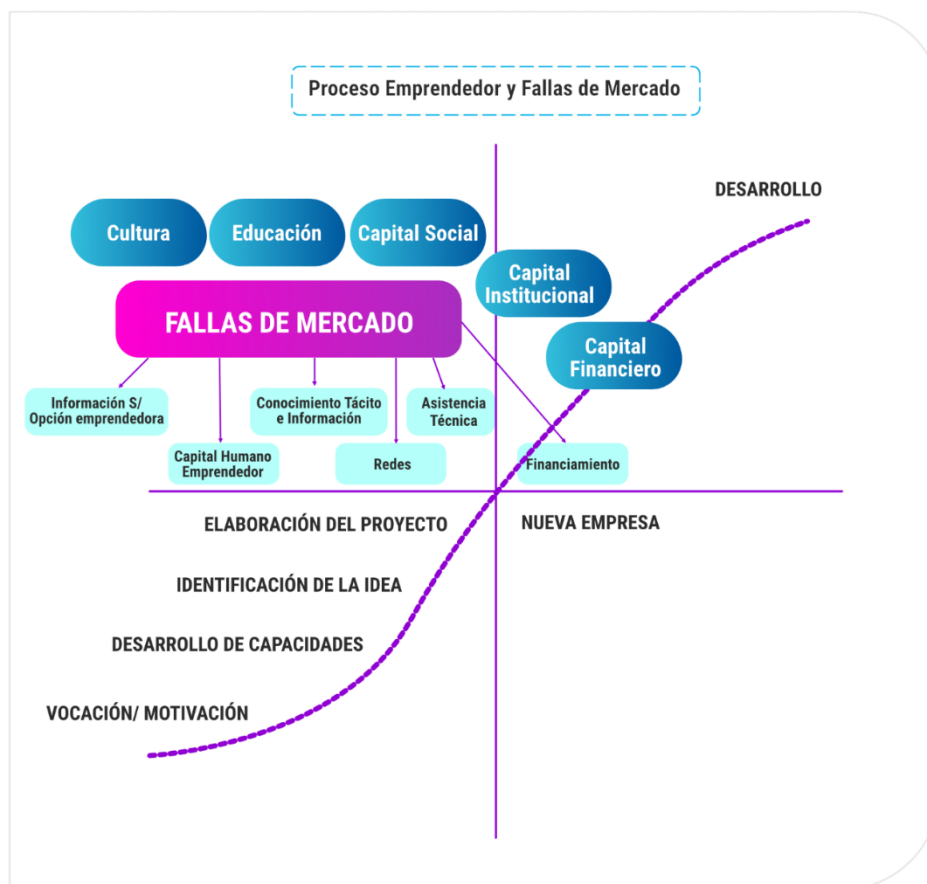 Proceso Emprendedor y Fallas de Mercado
DESARROLLO
Cultura
Educación
Capital Social
Capital
Institucional
FALLAS DE MERCADO
Capital
Financiero
Información S/
Opción emprendedora
Conocimiento Tácito
e Información
Asistencia
Técnica
Capital Humano
Emprendedor
Redes
Financiamiento
ELABORACIÓN DEL PROYECTO
NUEVA EMPRESA
IDENTIFICACIÓN DE LA IDEA
DESARROLLO DE CAPACIDADES
VOCACIÓN/ MOTIVACIÓN